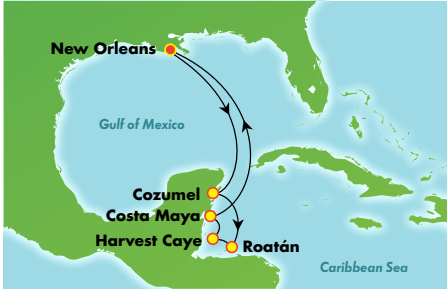 New Orleans
Gulf of Mexico
Cozumel
Costa Maya
Harvest Caye
Roatán
Caribbean Sea